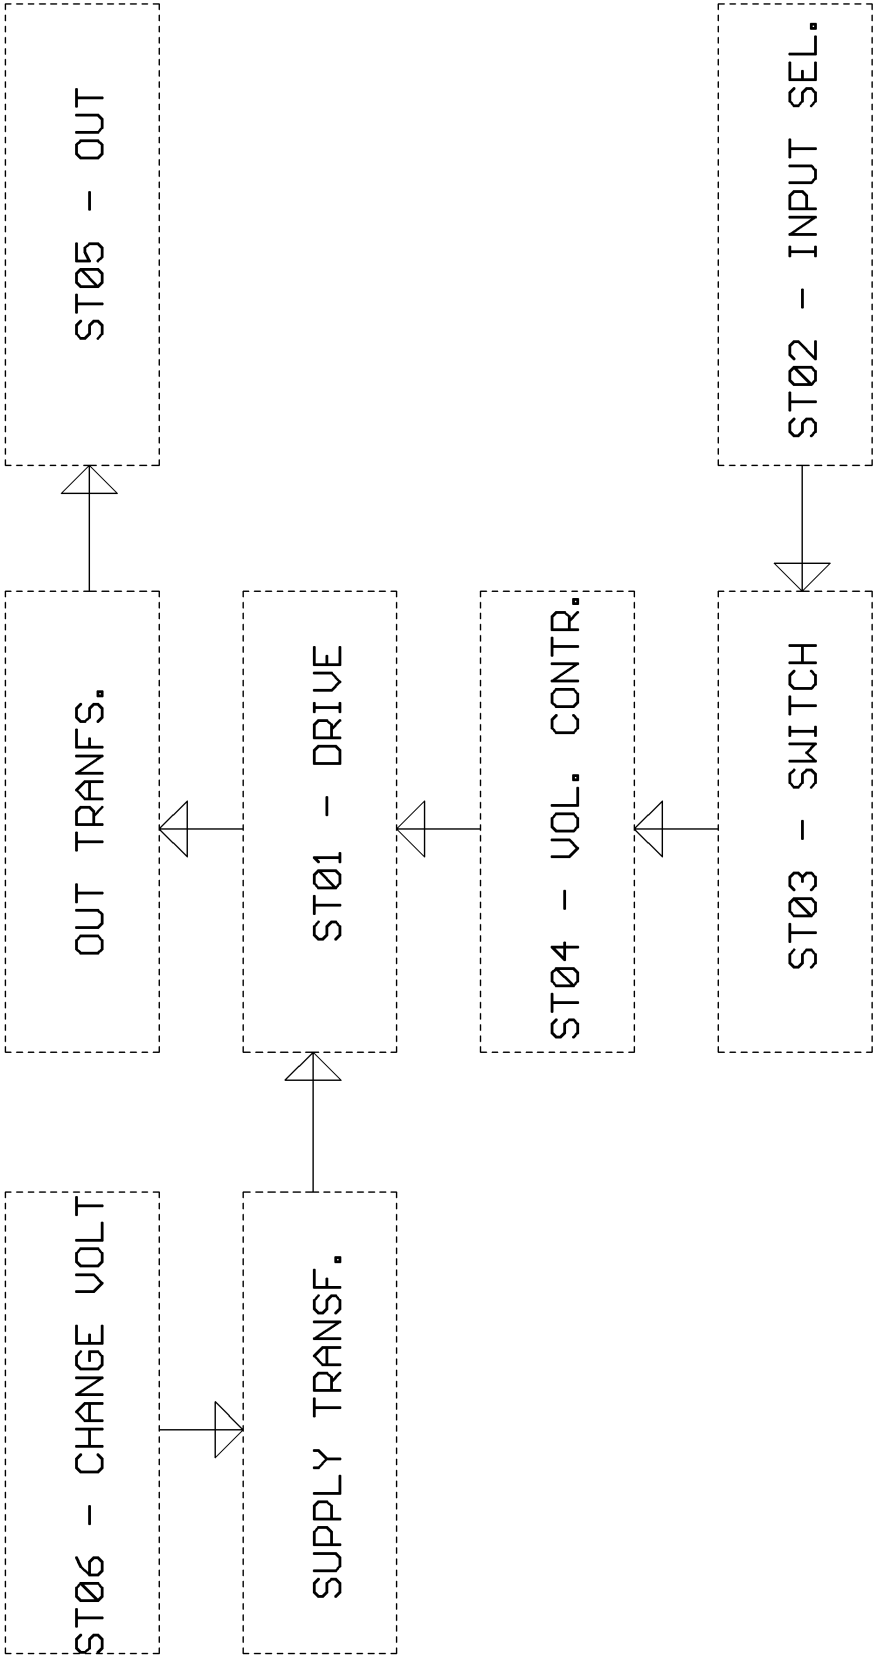 ST06 - CHANGE VOLT
OUT TRANFS.
ST05 - OUT
SUPPLY TRANSF.
ST01 - DRIVE
ST04 - VOL. CONTR.
ST03 - SWITCH
ST02 - INPUT SEL.